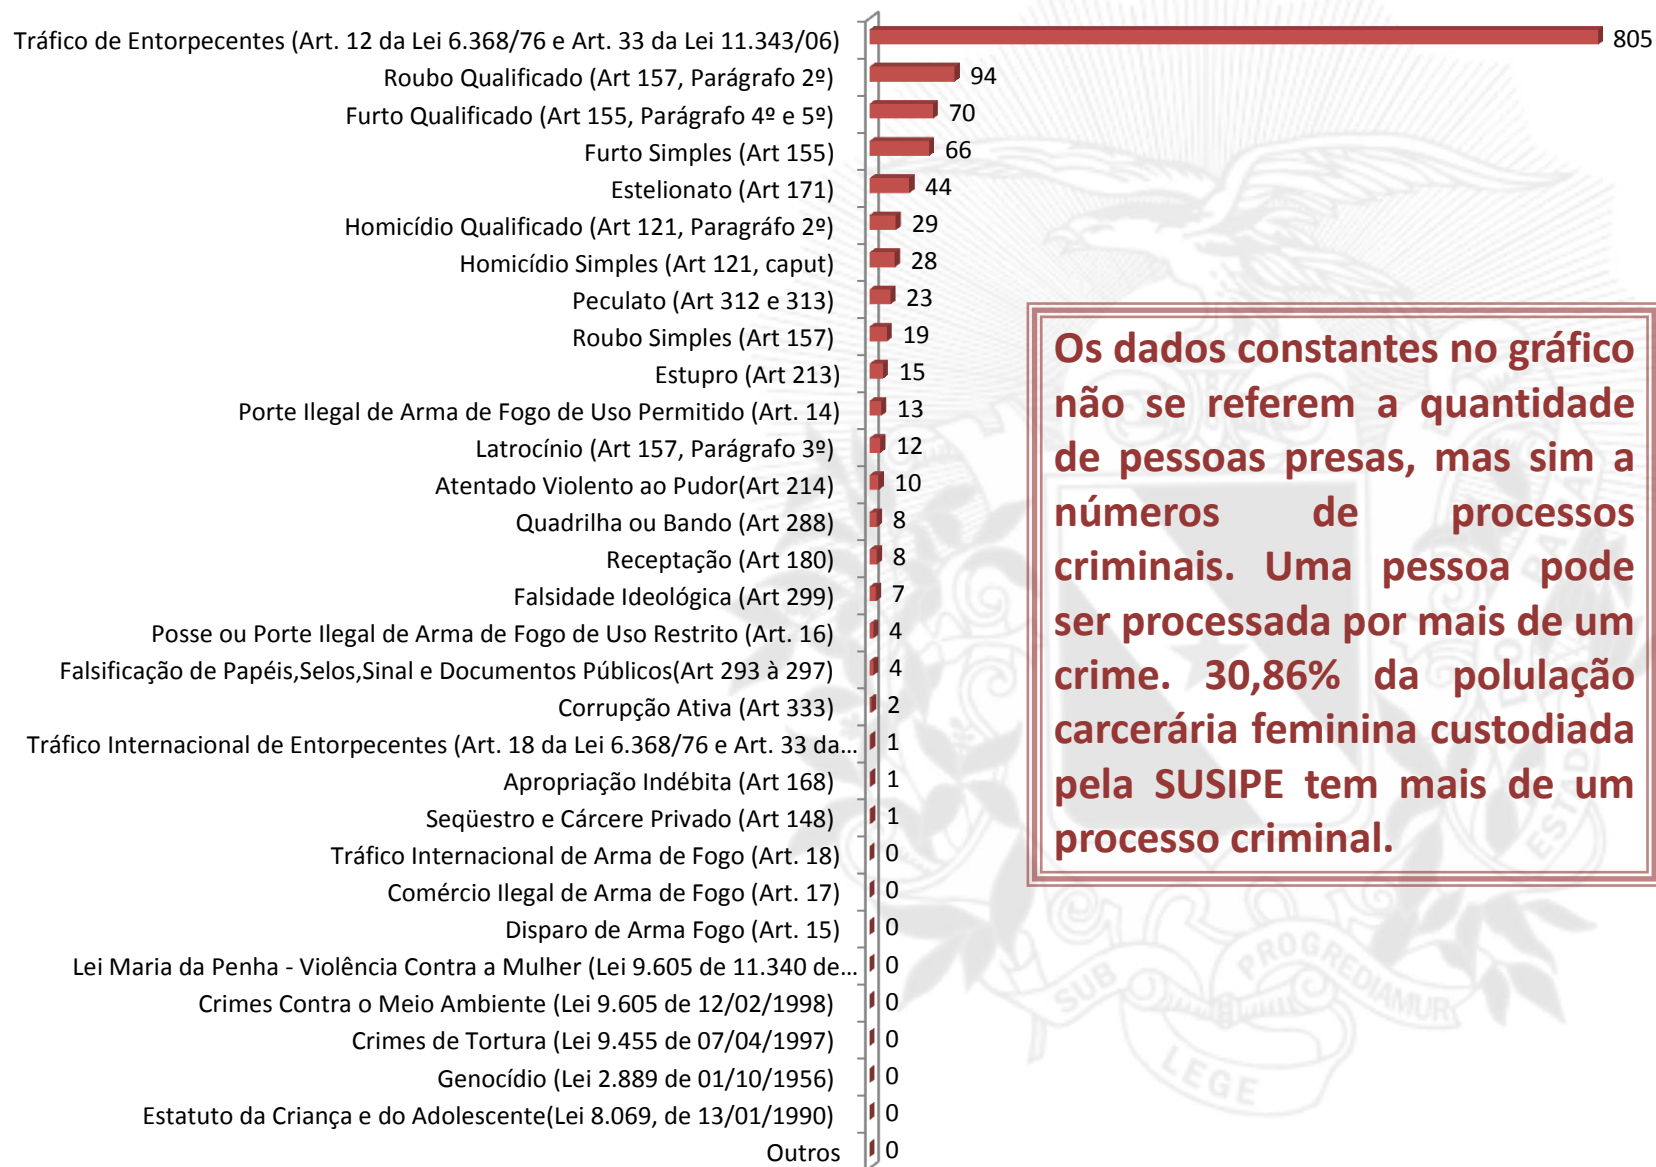 Tráfico de Entorpecentes (Art. 12 da Lei 6.368/76 e Art. 33 da Lei 11.343/06) 805
Roubo Qualificado (Art 157, Parágrafo 2º) 94
Furto Qualificado (Art 155, Parágrafo 4º e 5º) 70
Furto Simples (Art 155) 66
Estelionato (Art 171) 44
Homicídio Qualificado (Art 121, Paragráfo 2º) 29
Homicídio Simples (Art 121, caput) 28
Peculato (Art 312 e 313) 23
Roubo Simples (Art 157) 19
Estupro (Art 213) 15
Porte Ilegal de Arma de Fogo de Uso Permitido (Art. 14) 13
Latrocínio (Art 157, Parágrafo 3º) 12
Atentado Violento ao Pudor(Art 214) 10
Quadrilha ou Bando (Art 288) 8
Receptação (Art 180) 8
Falsidade Ideológica (Art 299) 7
Posse ou Porte Ilegal de Arma de Fogo de Uso Restrito (Art. 16) 4
Falsificação de Papéis,Selos,Sinal e Documentos Públicos(Art 293 à 297) 4
Corrupção Ativa (Art 333) 2
Tráfico Internacional de Entorpecentes (Art. 18 da Lei 6.368/76 e Art. 33 da... 1
Apropriação Indébita (Art 168) 1
Seqüestro e Cárcere Privado (Art 148) 1
Tráfico Internacional de Arma de Fogo (Art. 18) 0
Comércio Ilegal de Arma de Fogo (Art. 17) 0
Disparo de Arma Fogo (Art. 15) 0
Lei Maria da Penha - Violência Contra a Mulher (Lei 9.605 de 11.340 de... 0
Crimes Contra o Meio Ambiente (Lei 9.605 de 12/02/1998) 0
Crimes de Tortura (Lei 9.455 de 07/04/1997) 0
Genocídio (Lei 2.889 de 01/10/1956) 0
Estatuto da Criança e do Adolescente(Lei 8.069, de 13/01/1990) 0
Outros 0
Os dados constantes no gráfico
não se referem a quantidade
de pessoas presas, mas sim a
números de processos
criminais. Uma pessoa pode
ser processada por mais de um
crime. 30,86% da polulação
carcerária feminina custodiada
pela SUSIPE tem mais de um
processo criminal.
SUB LEGE PROGREDIAMUR